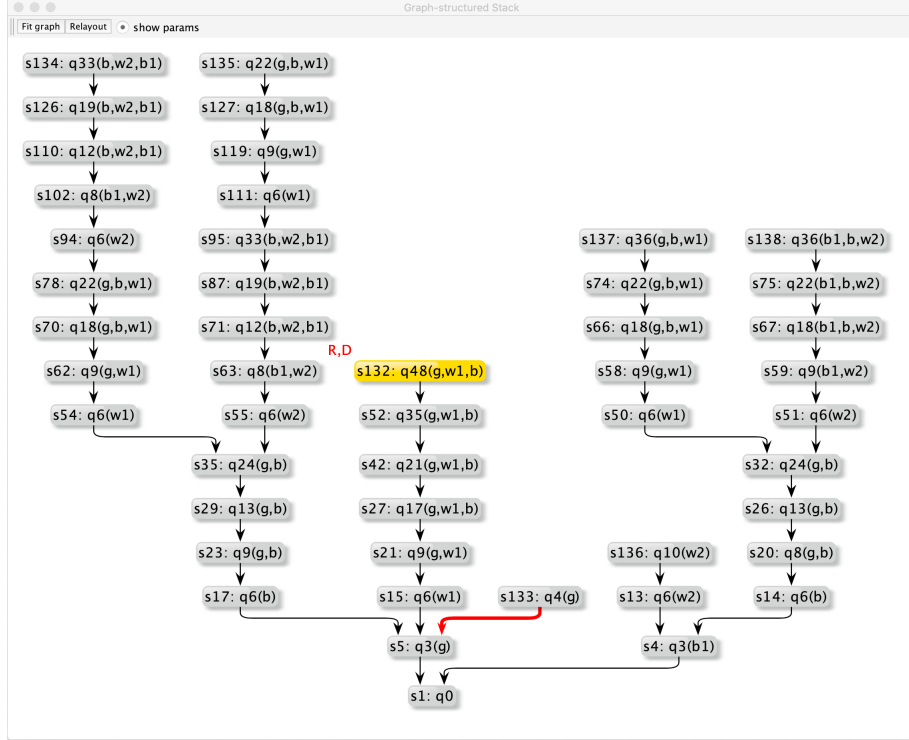 Graph-structured Stack
Fit graph Relayout show params
s134: q33(b,w2,b1) s135: q22(g,b,w1)
s126: q19(b,w2,b1) s127: q18(g,b,w1)
s110: q12(b,w2,b1) s119: q9(g,w1)
s102: q8(b1,w2) s111: q6(w1)
s94: q6(w2) s95: q33(b,w2,b1) s137: q36(g,b,w1) s138: q36(b1,b,w2)
s78: q22(g,b,w1) s87: q19(b,w2,b1) s74: q22(g,b,w1) s75: q22(b1,b,w2)
s70: q18(g,b,w1) s71: q12(b,w2,b1) s66: q18(g,b,w1) s67: q18(b1,b,w2)
R,D
s62: q9(g,w1) s63: q8(b1,w2) s132: q48(g,w1,b) s58: q9(g,w1) s59: q9(b1,w2)
s54: q6(w1) s55: q6(w2) s52: q35(g,w1,b) s50: q6(w1) s51: q6(w2)
s35: q24(g,b) s42: q21(g,w1,b) s32: q24(g,b)
s29: q13(g,b) s27: q17(g,w1,b) s26: q13(g,b)
s23: q9(g,b) s21: q9(g,w1) s136: q10(w2) s20: q8(g,b)
s17: q6(b) s15: q6(w1) s133: q4(g) s13: q6(w2) s14: q6(b)
s5: q3(g) s4: q3(b1)
s1: q0